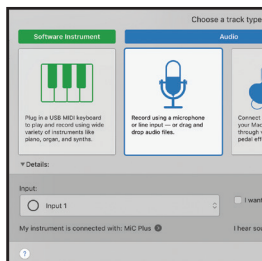 Choose a track type
Software Instrument
Audio
Plug in a USB MIDI keyboard
to play and record using wide
variety of instruments like
piano, organ, and synths.
Record using a microphone
or line input — or drag and
drop audio files.
Connect
your Mac
through
pedal eff
▼ Details:
Input:
Input 1
I want
My instrument is connected with: MiC Plus
I hear sou
?